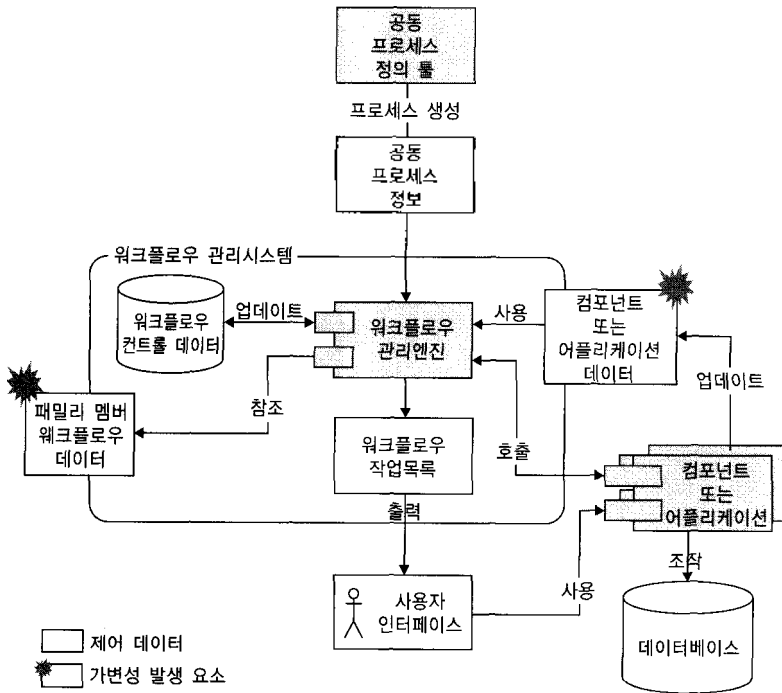 공동
프로세스
정의 툴
프로세스 생성
공동
프로세스
정보
워크플로우 관리시스템
워크플로우
컨트롤 데이터
업데이트
워크플로우
관리엔진
사용
컴포넌트
또는
어플리케이션
데이터
업데이트
패밀리 멤버
워크플로우
데이터
참조
워크플로우
작업목록
호출
컴포넌트
또는
어플리케이션
출력
조작
사용자
인터페이스
사용
데이터베이스
제어 데이터
가변성 발생 요소